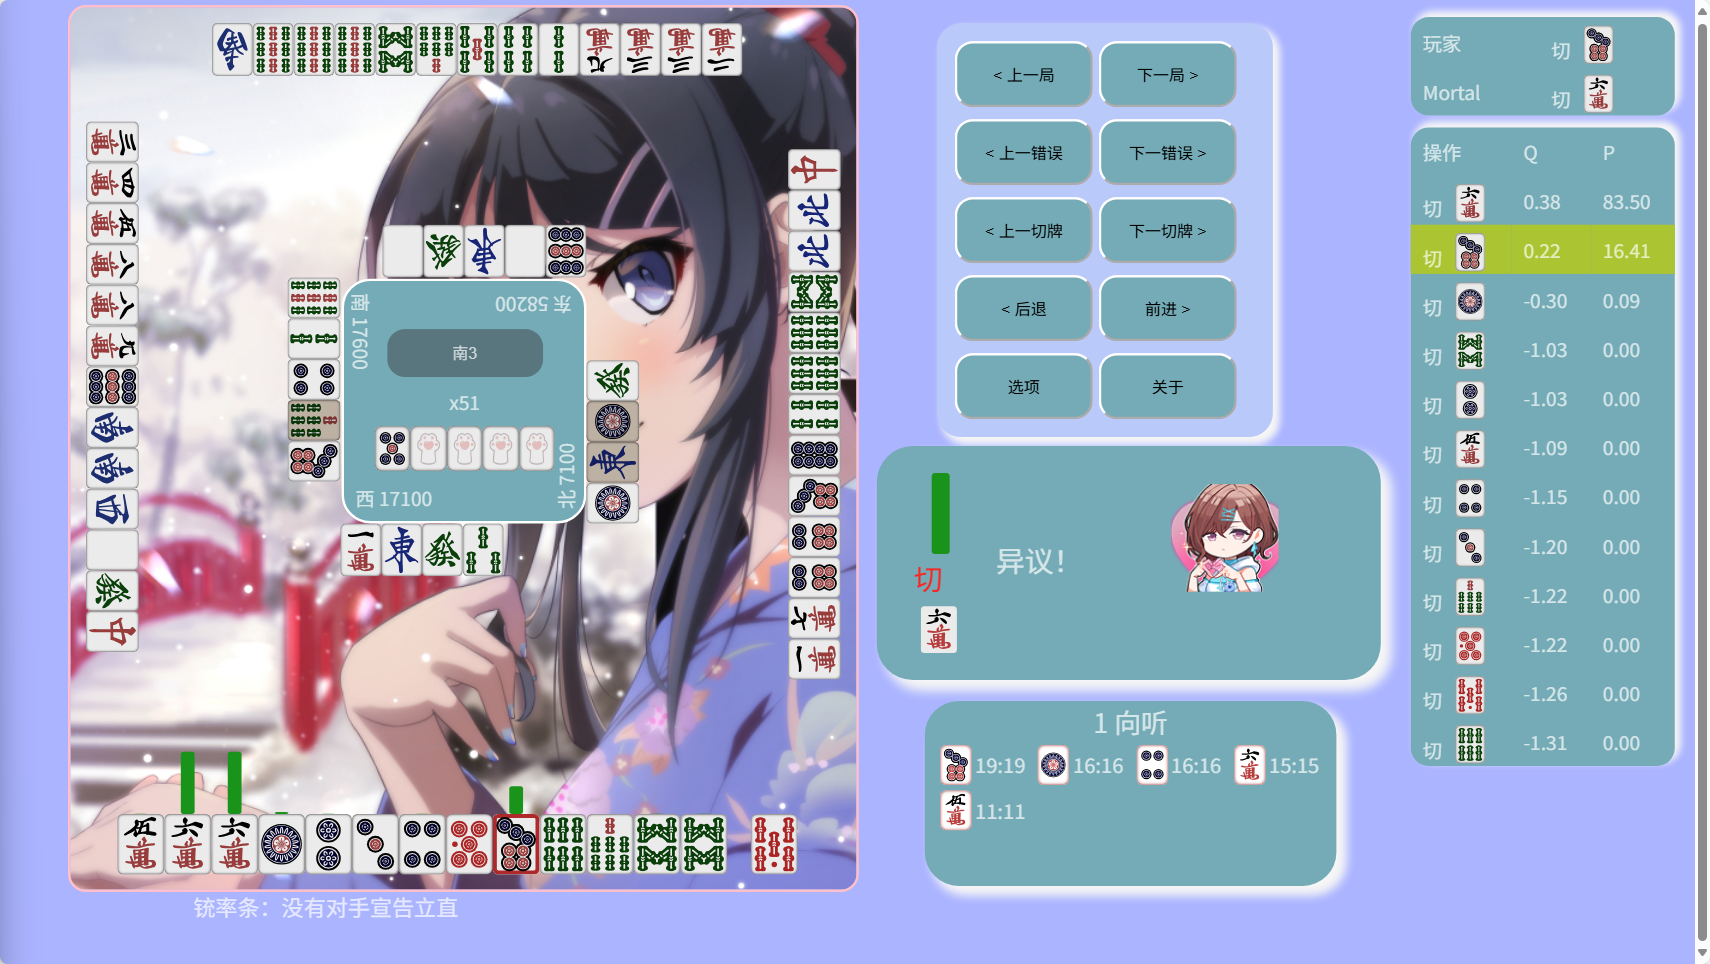 南 17600
东 58200
南3
x51
西 17100
北 7100
铳率条：没有对手宣告立直
< 上一局
下一局 >
< 上一错误
下一错误 >
< 上一切牌
下一切牌 >
< 后退
前进 >
选项
关于
切
异议！
1 向听
19:19 16:16 16:16 15:15
11:11
玩家 切
Mortal 切
操作 Q P
切 0.38 83.50
切 0.22 16.41
切 -0.30 0.09
切 -1.03 0.00
切 -1.03 0.00
切 -1.09 0.00
切 -1.15 0.00
切 -1.20 0.00
切 -1.22 0.00
切 -1.22 0.00
切 -1.26 0.00
切 -1.31 0.00